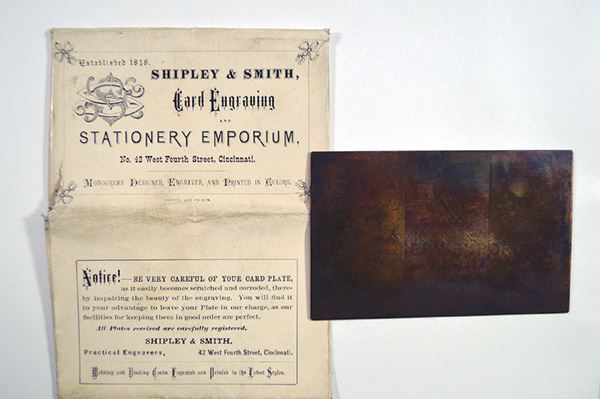 Established 1818.
SHIPLEY & SMITH,
Card Engraving
AND
STATIONERY EMPORIUM,
No. 42 West Fourth Street, Cincinnati.
MONOGRAMS DESIGNED, ENGRAVED, AND PRINTED IN COLORS.
Notice!—BE VERY CAREFUL OF YOUR CARD PLATE,
as it easily becomes scratched and corroded, there-
by impairing the beauty of the engraving. You will find it
to your advantage to leave your Plate in our charge, as our
facilities for keeping them in good order are perfect.
All Plates received are carefully registered.
SHIPLEY & SMITH,
Practical Engravers, 42 West Fourth Street, Cincinnati.
Wedding and Visiting Cards Engraved and Printed in the Latest Styles.